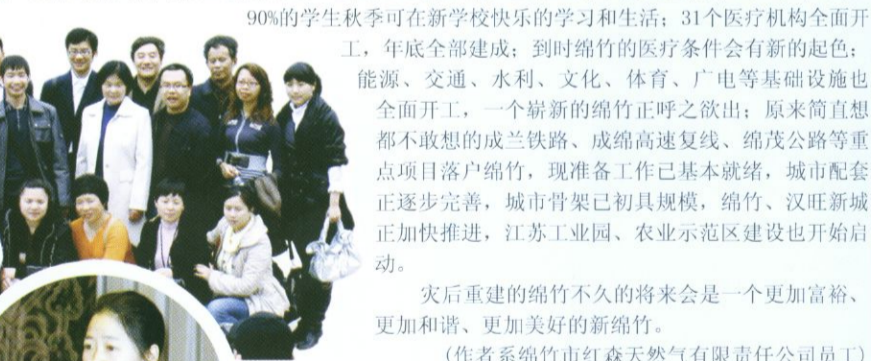 90%的学生秋季可在新学校快乐的学习和生活；31个医疗机构全面开
工，年底全部建成；到时绵竹的医疗条件会有新的起色；
能源、交通、水利、文化、体育、广电等基础设施也
全面开工，一个崭新的绵竹正呼之欲出；原来简直想
都不敢想的成兰铁路、成绵高速复线、绵茂公路等重
点项目落户绵竹，现准备工作已基本就绪，城市配套
正逐步完善，城市骨架已初具规模，绵竹、汉旺新城
正加快推进，江苏工业园、农业示范区建设也开始启
动。
灾后重建的绵竹不久的将来会是一个更加富裕、
更加和谐、更加美好的新绵竹。
(作者系绵竹市红森天然气有限责任公司员工)